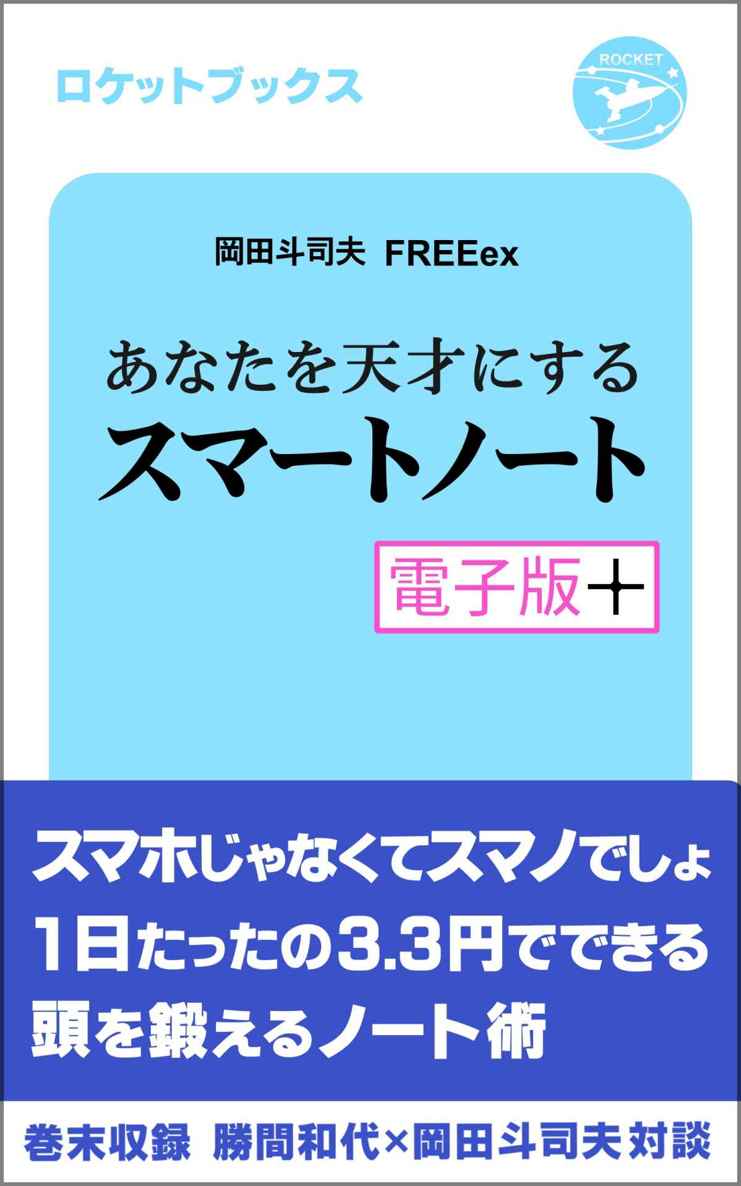 ロケットブックス
ROCKET
岡田斗司夫 FREEex
あなたを天才にする
スマートノート
電子版+
スマホじゃなくてスマノでしょ
1日たったの3.3円でできる
頭を鍛えるノート術
巻末収録 勝間和代×岡田斗司夫対談